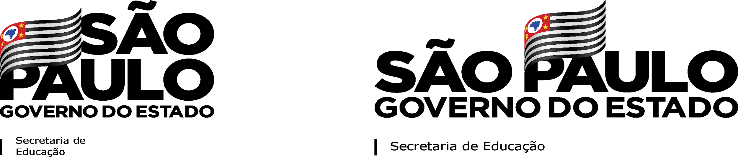 SÃO
PAULO
GOVERNO DO ESTADO
Secretaria de
Educação
SÃO PAULO
GOVERNO DO ESTADO
Secretaria de Educação